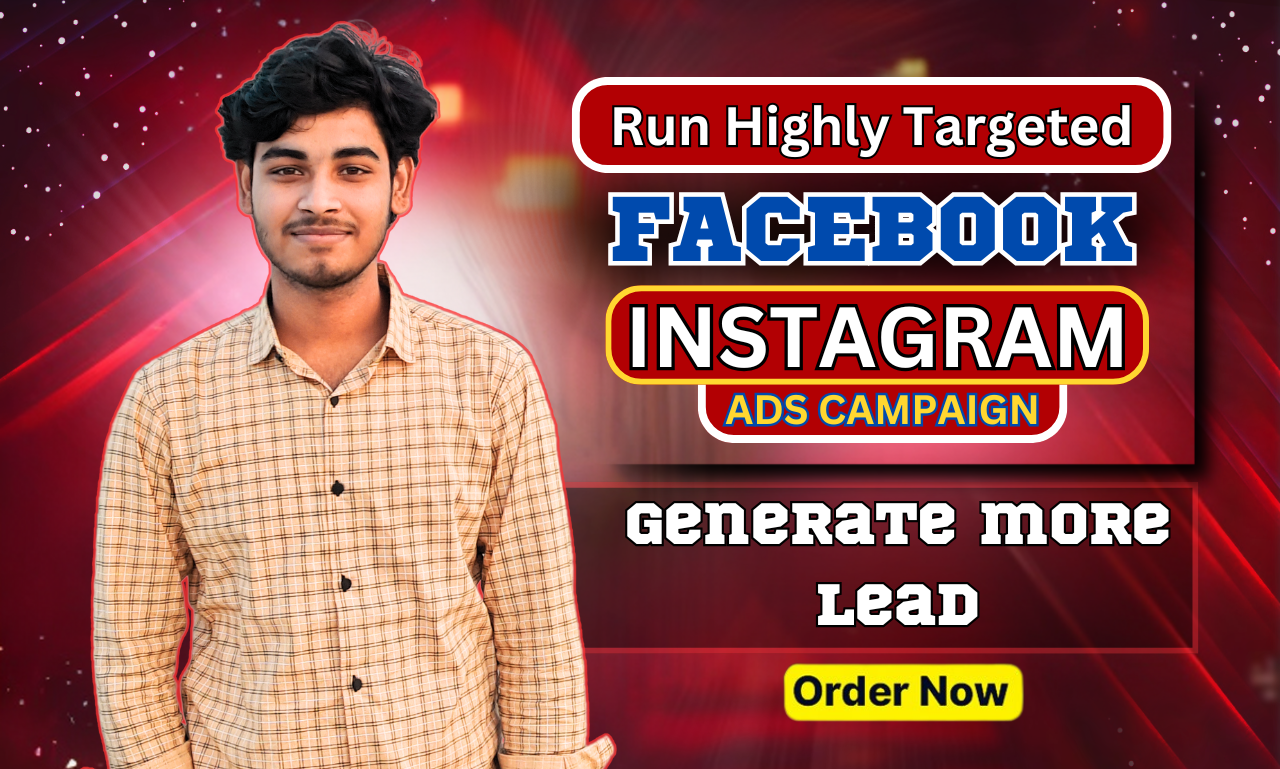 Run Highly Targeted
FACEBOOK
INSTAGRAM
ADS CAMPAIGN
GeneRaTe moRe
LeaD
Order Now